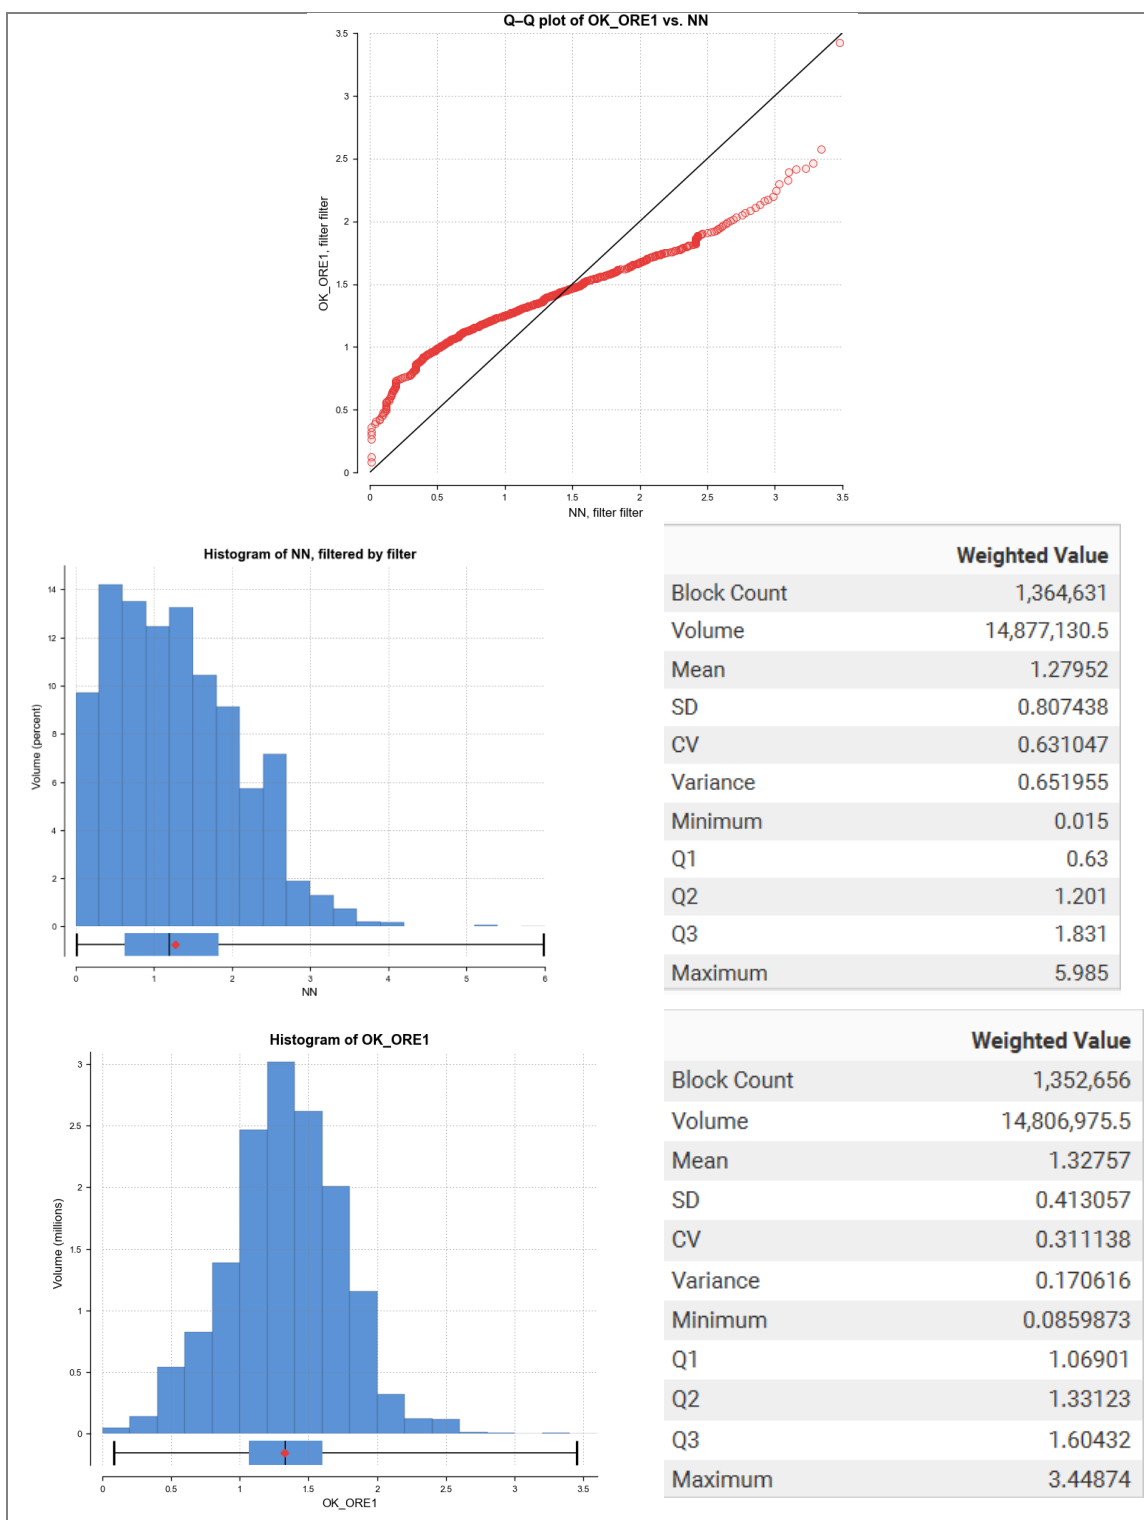 Q–Q plot of OK_ORE1 vs. NN
3.5
3
2.5
2
1.5
1
0.5
0
OK_ORE1, filter filter
0 0.5 1 1.5 2 2.5 3 3.5
NN, filter filter
Histogram of NN, filtered by filter
14
12
10
8
6
4
2
0
Volume (percent)
0 1 2 3 4 5 6
NN
Weighted Value
Block Count 1,364,631
Volume 14,877,130.5
Mean 1.27952
SD 0.807438
CV 0.631047
Variance 0.651955
Minimum 0.015
Q1 0.63
Q2 1.201
Q3 1.831
Maximum 5.985
Histogram of OK_ORE1
3
2.5
2
1.5
1
0.5
0
Volume (millions)
0 0.5 1 1.5 2 2.5 3 3.5
OK_ORE1
Weighted Value
Block Count 1,352,656
Volume 14,806,975.5
Mean 1.32757
SD 0.413057
CV 0.311138
Variance 0.170616
Minimum 0.0859873
Q1 1.06901
Q2 1.33123
Q3 1.60432
Maximum 3.44874